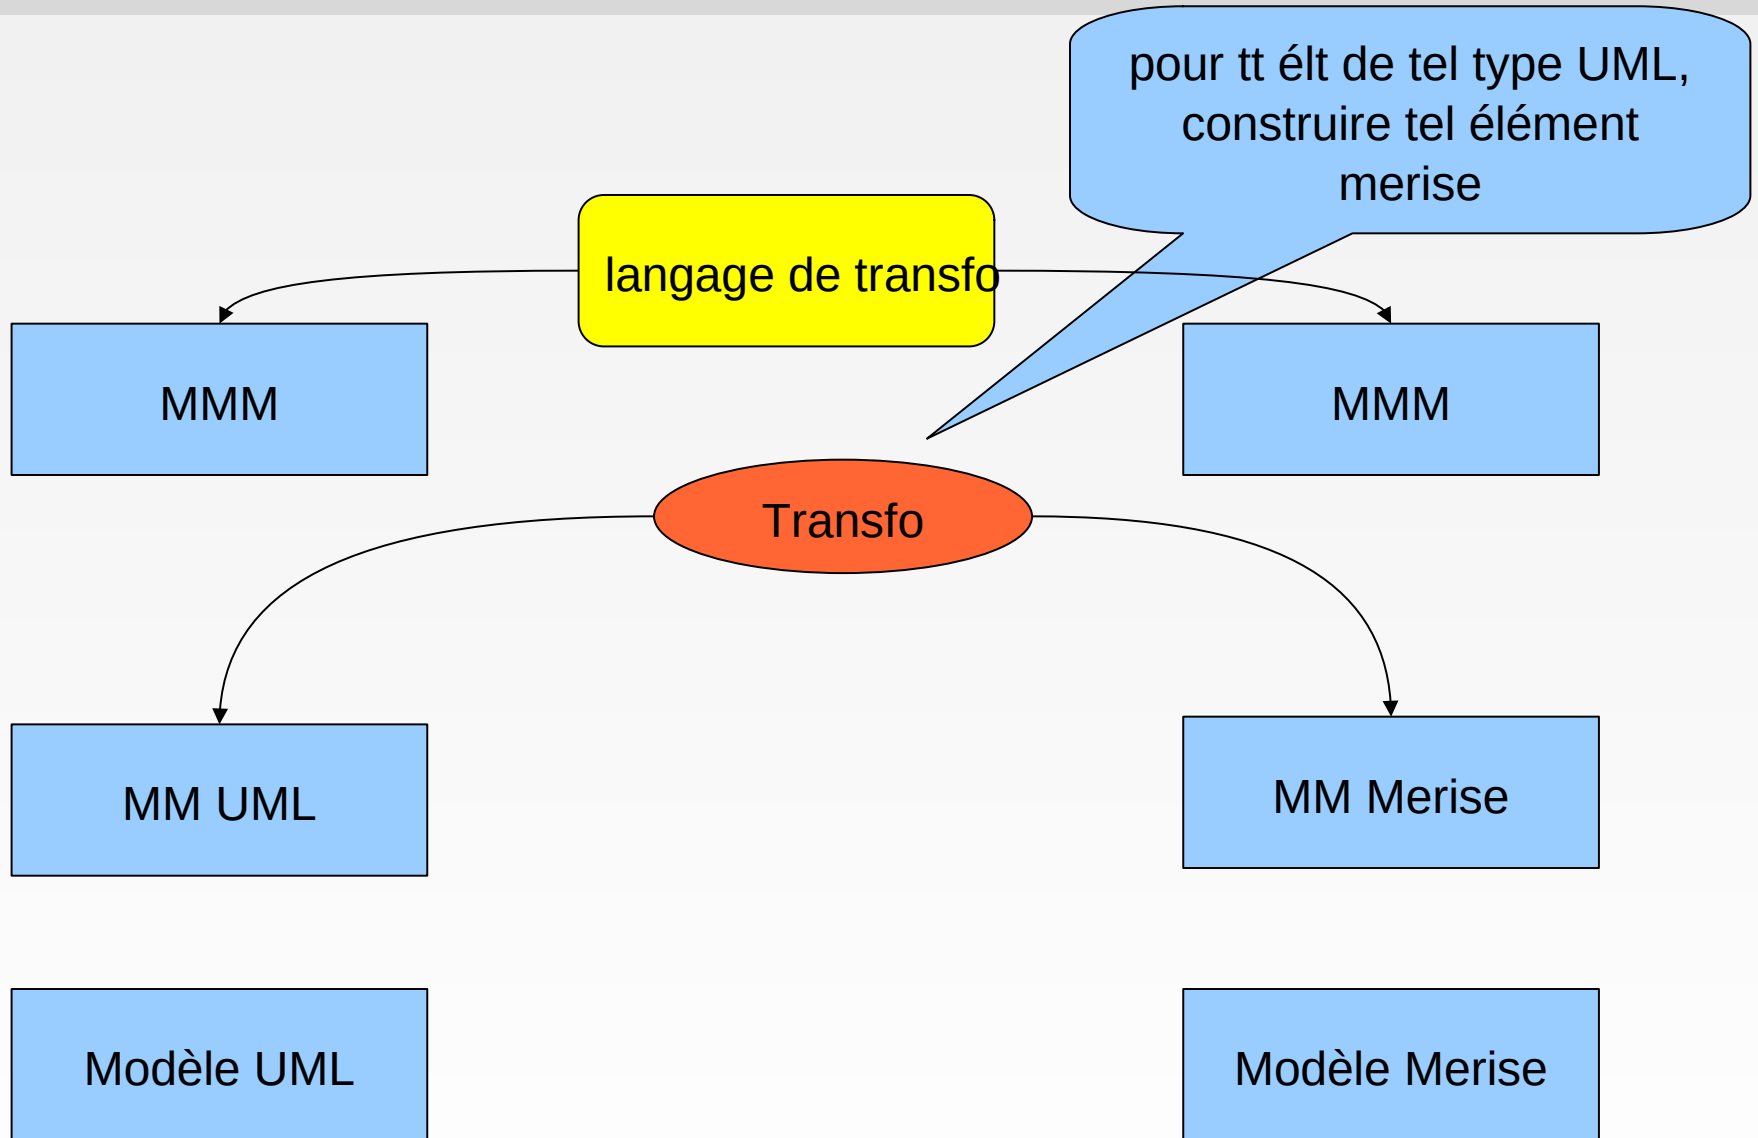 pour tt élt de tel type UML,
construire tel élément
merise
langage de transfo
MMM
MMM
Transfo
MM UML
MM Merise
Modèle UML
Modèle Merise